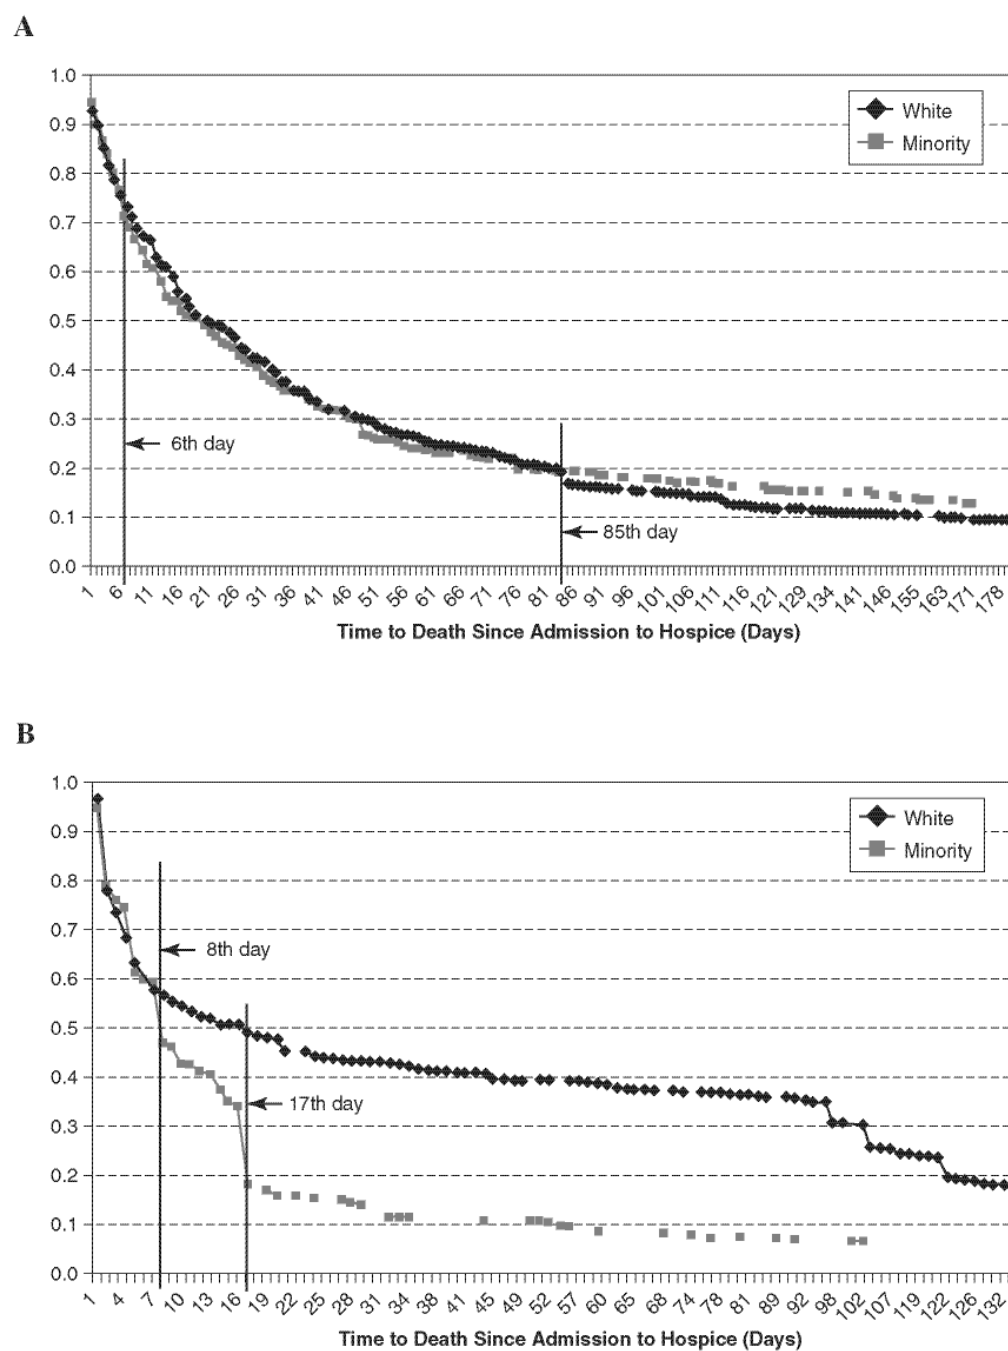 A
1.0
0.9
0.8
0.7
0.6
0.5
0.4
0.3
0.2
0.1
0.0
White
Minority
6th day
85th day
1 6 11 16 21 26 31 36 41 46 51 56 61 66 71 76 81 86 91 96 101 106 111 116 121 129 134 141 146 155 163 171 178
Time to Death Since Admission to Hospice (Days)
B
1.0
0.9
0.8
0.7
0.6
0.5
0.4
0.3
0.2
0.1
0.0
White
Minority
8th day
17th day
1 4 7 10 13 16 19 22 25 28 31 34 38 41 45 49 52 57 60 65 68 74 78 81 89 92 98 102 107 119 122 126 132
Time to Death Since Admission to Hospice (Days)